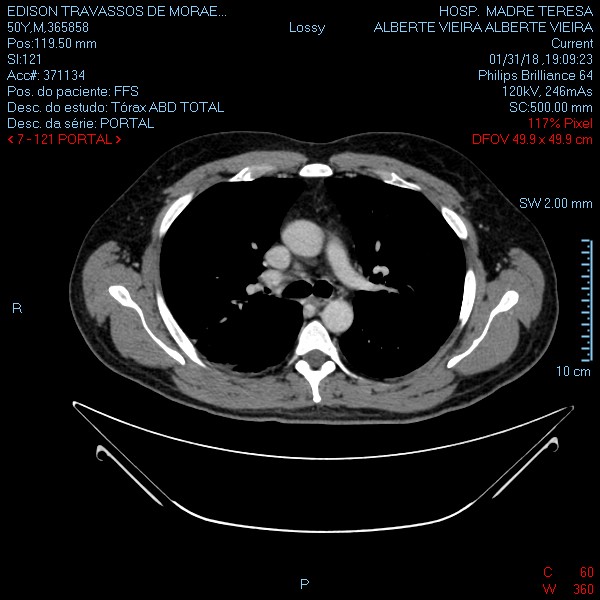 EDISON TRAVASSOS DE MORAE...
50Y,M,365858
Pos:119.50 mm
SI:121
Acc#: 371134
Pos. do paciente: FFS
Desc. do estudo: Tórax ABD TOTAL
Desc. da série: PORTAL
< 7 - 121 PORTAL >
Lossy
HOSP. MADRE TERESA
ALBERTE VIEIRA ALBERTE VIEIRA
Current
01/31/18 ,19:09:23
Philips Brilliance 64
120kV, 246mAs
SC:500.00 mm
117% Pixel
DFOV 49.9 x 49.9 cm
SW 2.00 mm
R
10 cm
P
C 60
W 360